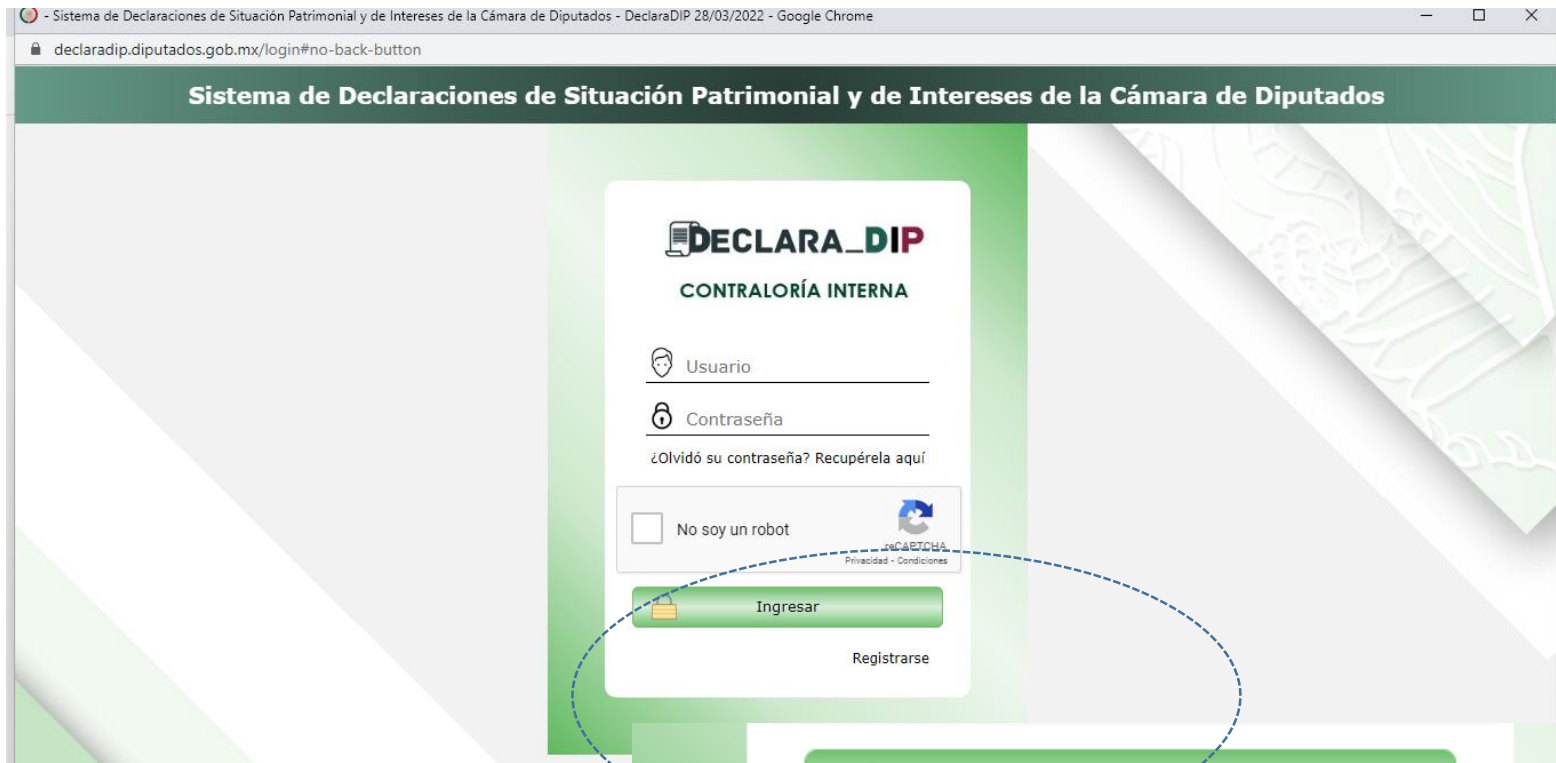 - Sistema de Declaraciones de Situación Patrimonial y de Intereses de la Cámara de Diputados - DeclaraDIP 28/03/2022 - Google Chrome
declaradip.diputados.gob.mx/login#no-back-button
Sistema de Declaraciones de Situación Patrimonial y de Intereses de la Cámara de Diputados
DECLARA_DIP
CONTRALORÍA INTERNA
Usuario
Contraseña
¿Olvidó su contraseña? Recupérela aquí
No soy un robot
reCAPTCHA
Privacidad - Condiciones
Ingresar
Registrarse